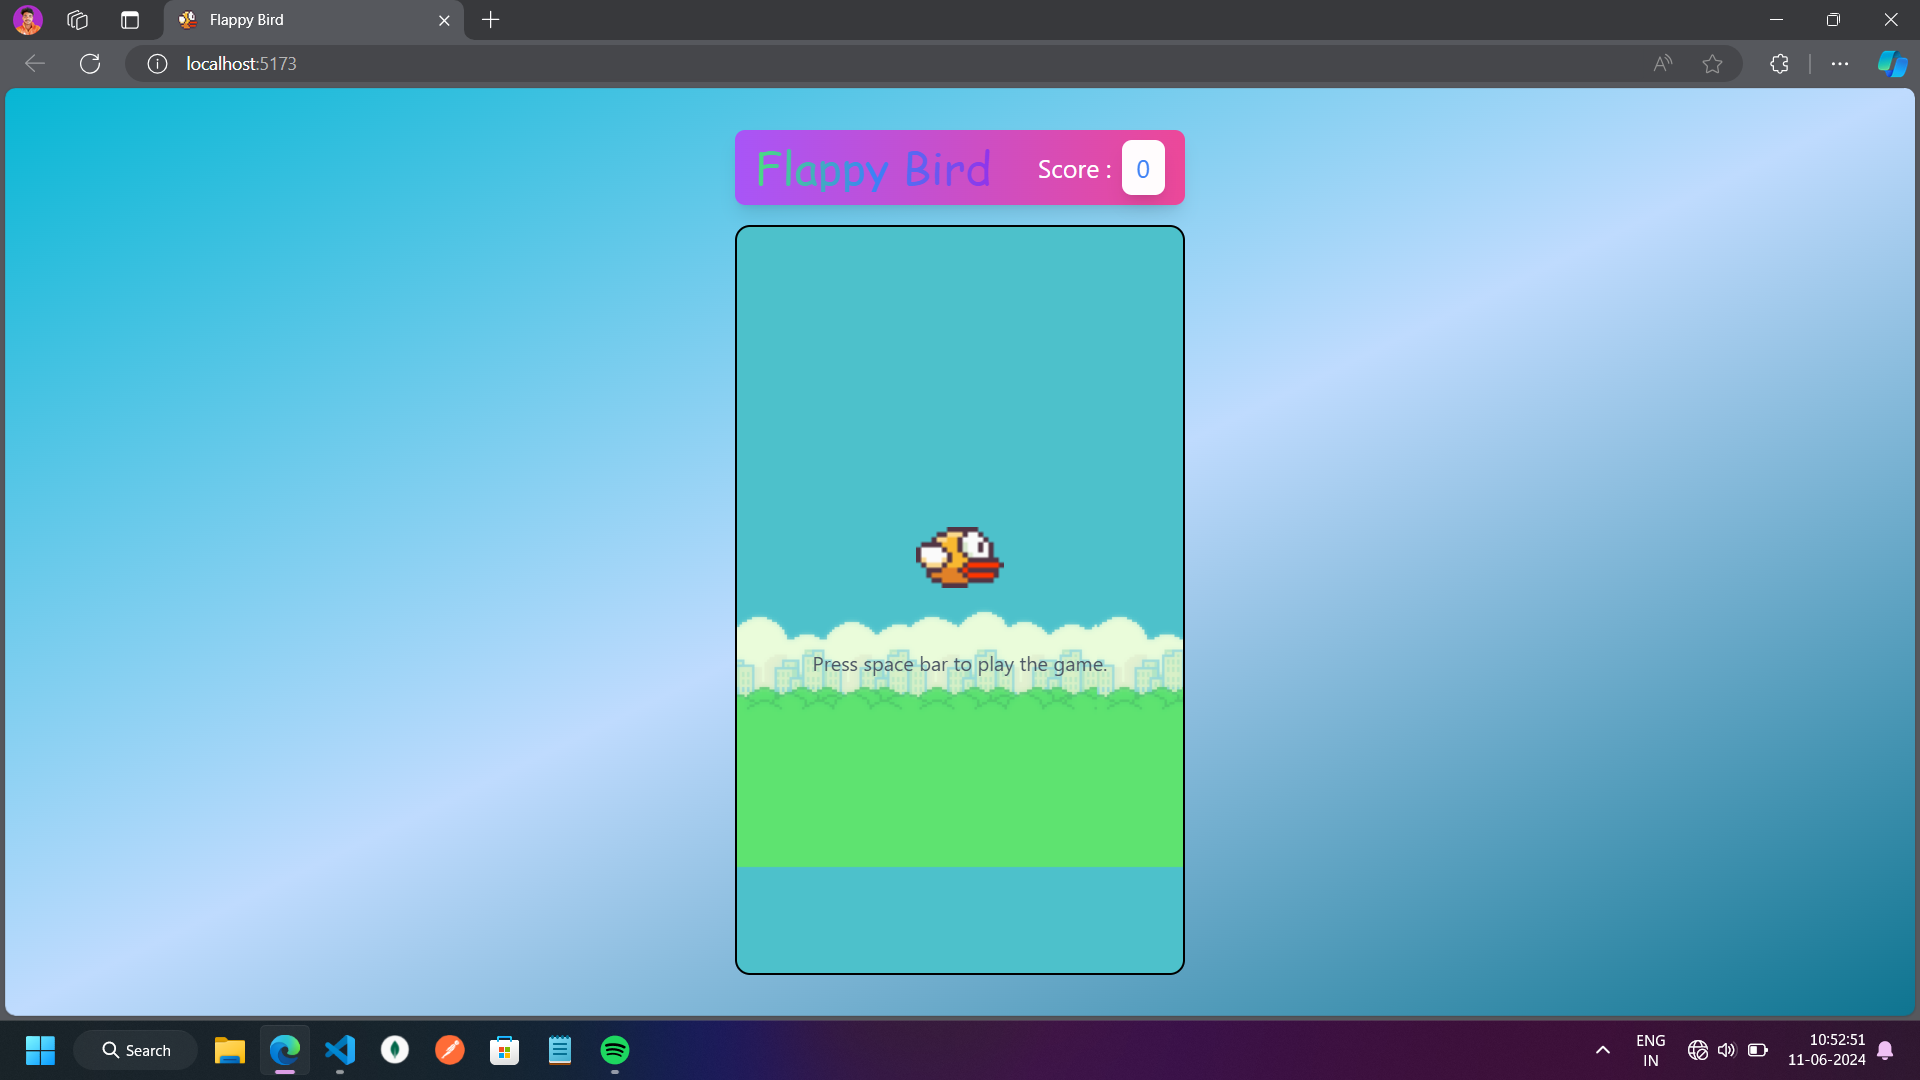 Flappy Bird
localhost:5173
Flappy Bird
Score :
0
Press space bar to play the game.
Search
ENG
IN
10:52:51
11-06-2024